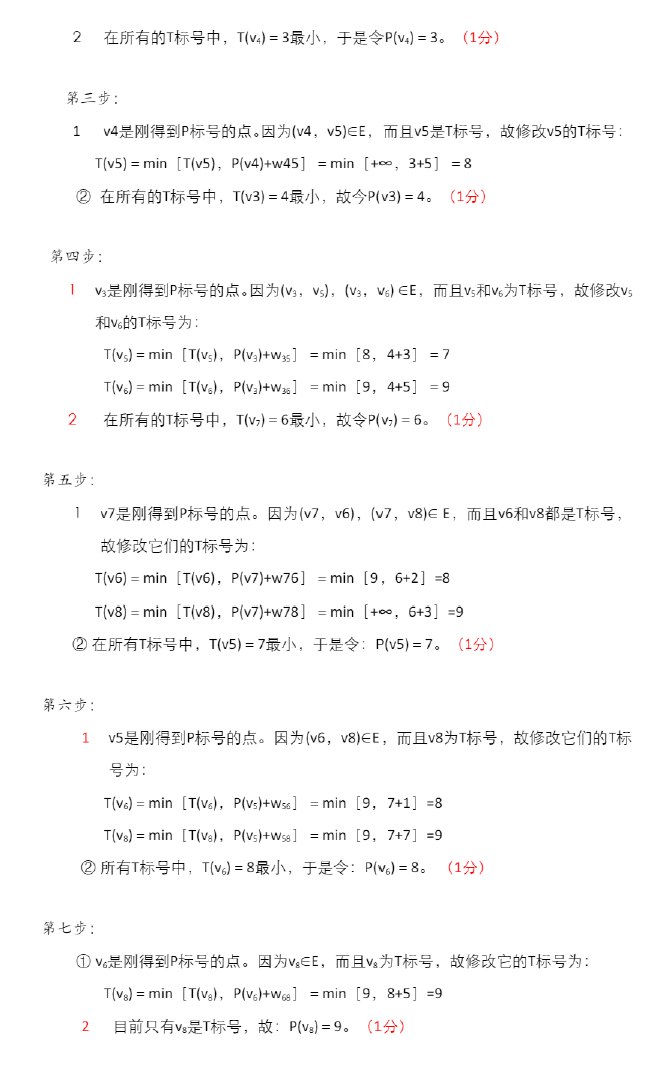 2 在所有的T标号中，T(v₄) = 3最小，于是令P(v₄) = 3。（1分）
第三步：
1 v4是刚得到P标号的点。因为(v4，v5)∈E，而且v5是T标号，故修改v5的T标号：
T(v5) = min［T(v5)，P(v4)+w45］ = min［+∞，3+5］ = 8
② 在所有的T标号中，T(v3) = 4最小，故令P(v3) = 4。（1分）
第四步：
1 v₃是刚得到P标号的点。因为(v₃，v₅)，(v₃，v₆) ∈E，而且v₅和v₆为T标号，故修改v₅
和v₆的T标号为：
T(v₅) = min［T(v₅)，P(v₃)+w₃₅］ = min［8，4+3］ = 7
T(v₆) = min［T(v₆)，P(v₃)+w₃₆］ = min［9，4+5］ = 9
2 在所有的T标号中，T(v₇) = 6最小，故令P(v₇) = 6。（1分）
第五步：
1 v7是刚得到P标号的点。因为(v7，v6)，(v7，v8)∈ E，而且v6和v8都是T标号，
故修改它们的T标号为：
T(v6) = min［T(v6)，P(v7)+w76］ = min［9，6+2］=8
T(v8) = min［T(v8)，P(v7)+w78］ = min［+∞，6+3］=9
② 在所有T标号中，T(v5) = 7最小，于是令：P(v5) = 7。（1分）
第六步：
1 v5是刚得到P标号的点。因为(v6，v8)∈E，而且v8为T标号，故修改它们的T标
号为：
T(v₆) = min［T(v₆)，P(v₅)+w₅₆］ = min［9，7+1］=8
T(v₈) = min［T(v₈)，P(v₅)+w₅₈］ = min［9，7+7］=9
② 所有T标号中，T(v₆) = 8最小，于是令：P(v₆) = 8。（1分）
第七步：
① v₆是刚得到P标号的点。因为v₈∈E，而且v₈为T标号，故修改它的T标号为：
T(v₈) = min［T(v₈)，P(v₆)+w₆₈］ = min［9，8+5］=9
2 目前只有v₈是T标号，故：P(v₈) = 9。（1分）